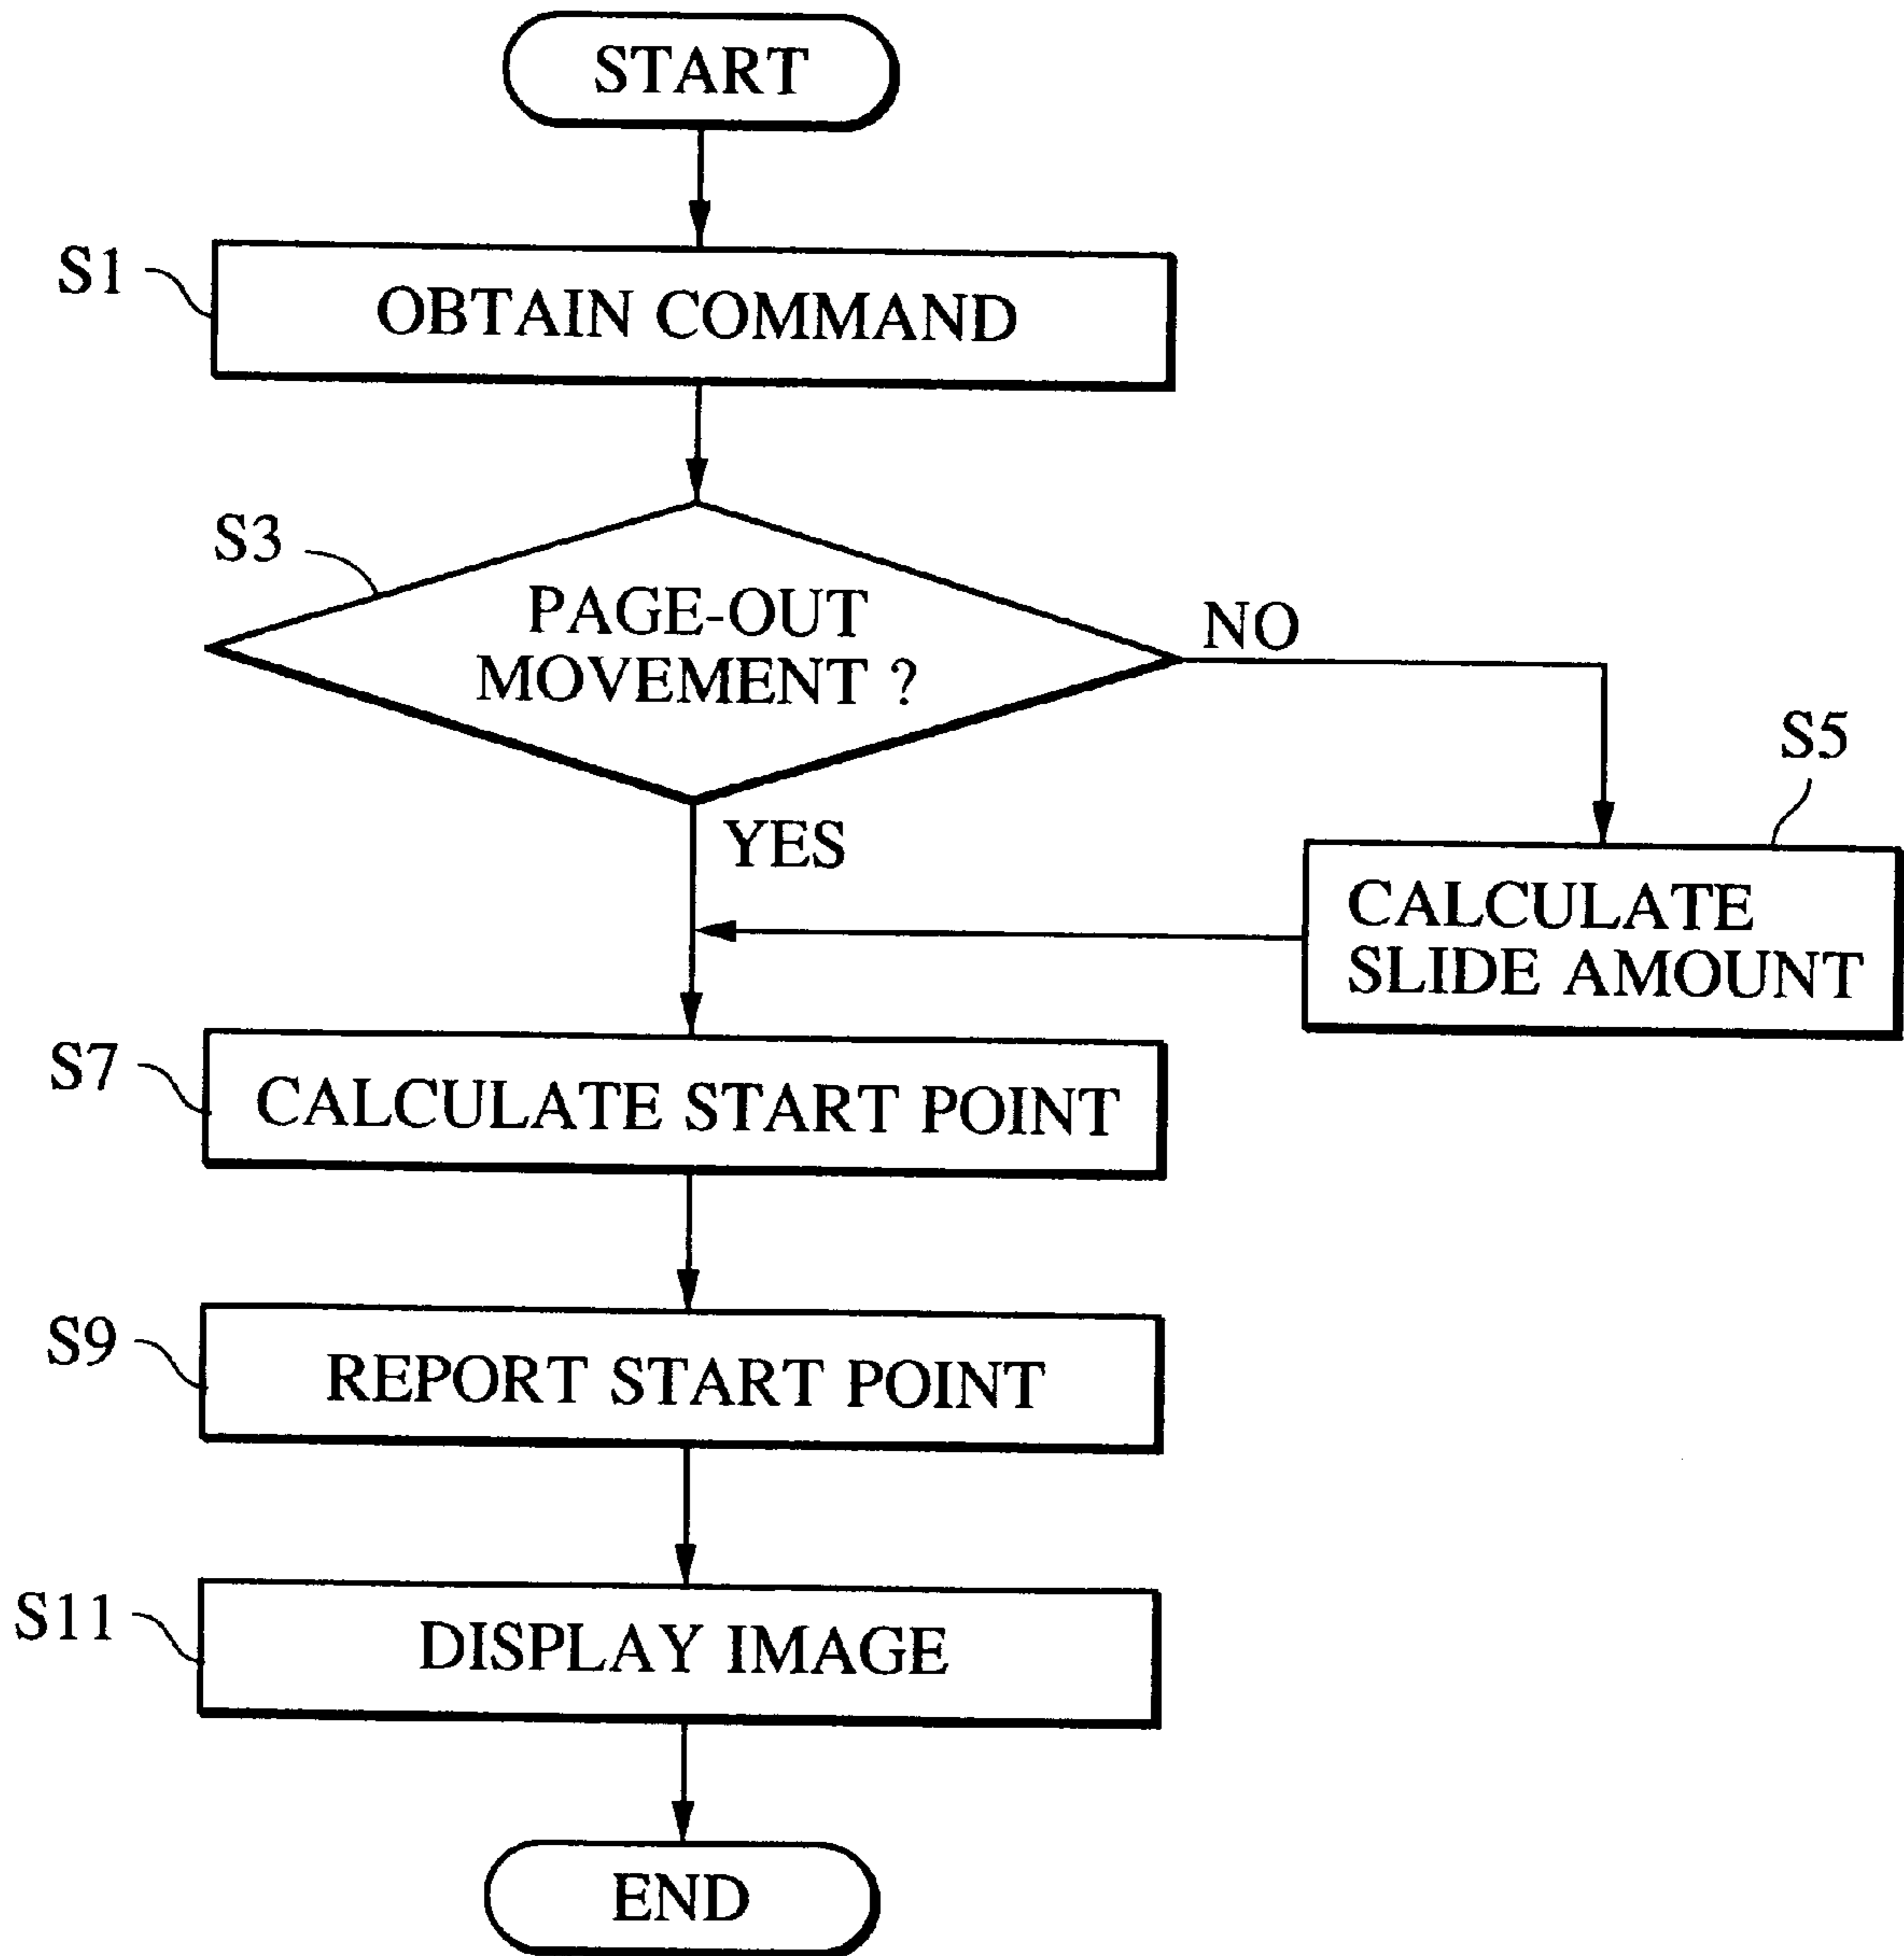 START
S1
OBTAIN COMMAND
S3
PAGE-OUT
MOVEMENT ?
NO
YES
S5
CALCULATE
SLIDE AMOUNT
S7
CALCULATE START POINT
S9
REPORT START POINT
S11
DISPLAY IMAGE
END